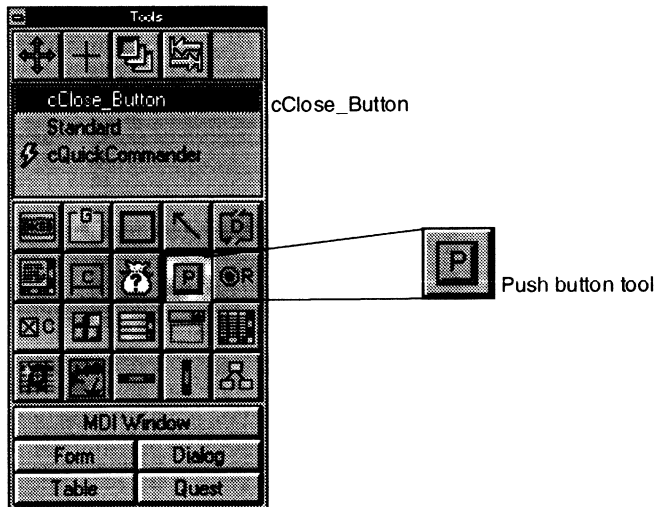 Tools
cClose_Button
cClose_Button
Standard
cQuickCommander
G
D
C
?
P
R
P
Push button tool
C
MDI Window
Form
Dialog
Table
Quest